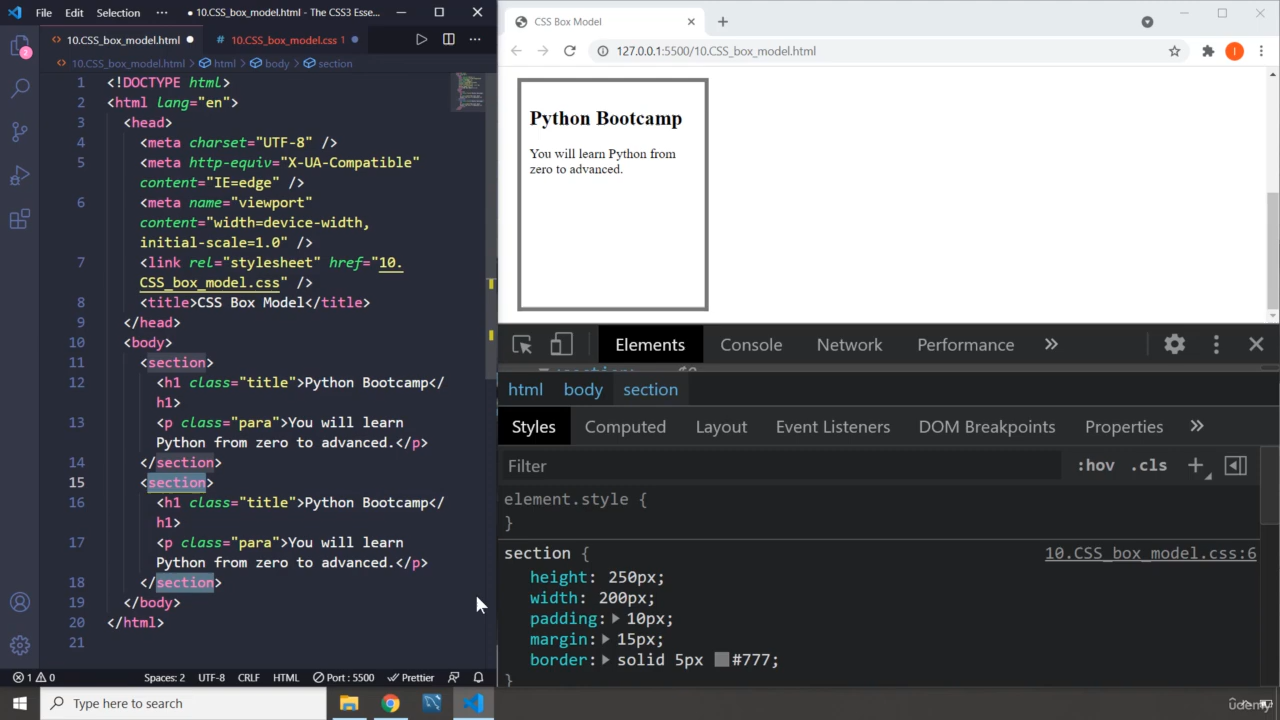 File Edit Selection ··· ● 10.CSS_box_model.html - The CSS3 Esse...
10.CSS_box_model.html ●
# 10.CSS_box_model.css 1 ●
10.CSS_box_model.html > html > body > section
1 <!DOCTYPE html>
2 <html lang="en">
3 <head>
4 <meta charset="UTF-8" />
5 <meta http-equiv="X-UA-Compatible"
content="IE=edge" />
6 <meta name="viewport"
content="width=device-width,
initial-scale=1.0" />
7 <link rel="stylesheet" href="10.
CSS_box_model.css" />
8 <title>CSS Box Model</title>
9 </head>
10 <body>
11 <section>
12 <h1 class="title">Python Bootcamp</
h1>
13 <p class="para">You will learn
Python from zero to advanced.</p>
14 </section>
15 <section>
16 <h1 class="title">Python Bootcamp</
h1>
17 <p class="para">You will learn
Python from zero to advanced.</p>
18 </section>
19 </body>
20 </html>
21
2
1 0 Spaces: 2 UTF-8 CRLF HTML Port : 5500 Prettier
CSS Box Model
127.0.0.1:5500/10.CSS_box_model.html
I
Python Bootcamp
You will learn Python from
zero to advanced.
Elements Console Network Performance »
html body section
Styles Computed Layout Event Listeners DOM Breakpoints Properties »
Filter :hov .cls +
element.style {
}
section { 10.CSS_box_model.css:6
height: 250px;
width: 200px;
padding: 10px;
margin: 15px;
border: solid 5px #777;
}
Type here to search
udemy